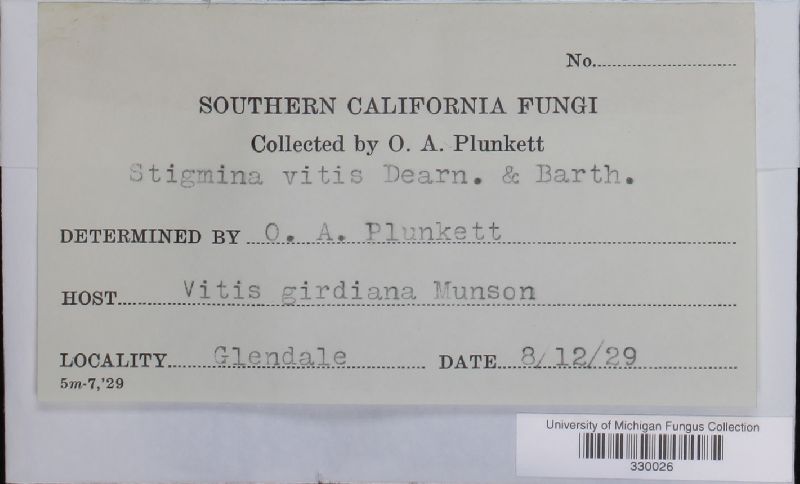 No.
SOUTHERN CALIFORNIA FUNGI
Collected by O. A. Plunkett
Stigmina vitis Dearn. & Barth.
DETERMINED BY O. A. Plunkett
HOST Vitis girdiana Munson
LOCALITY Glendale DATE 8/12/29
5m-7,'29
University of Michigan Fungus Collection
330026